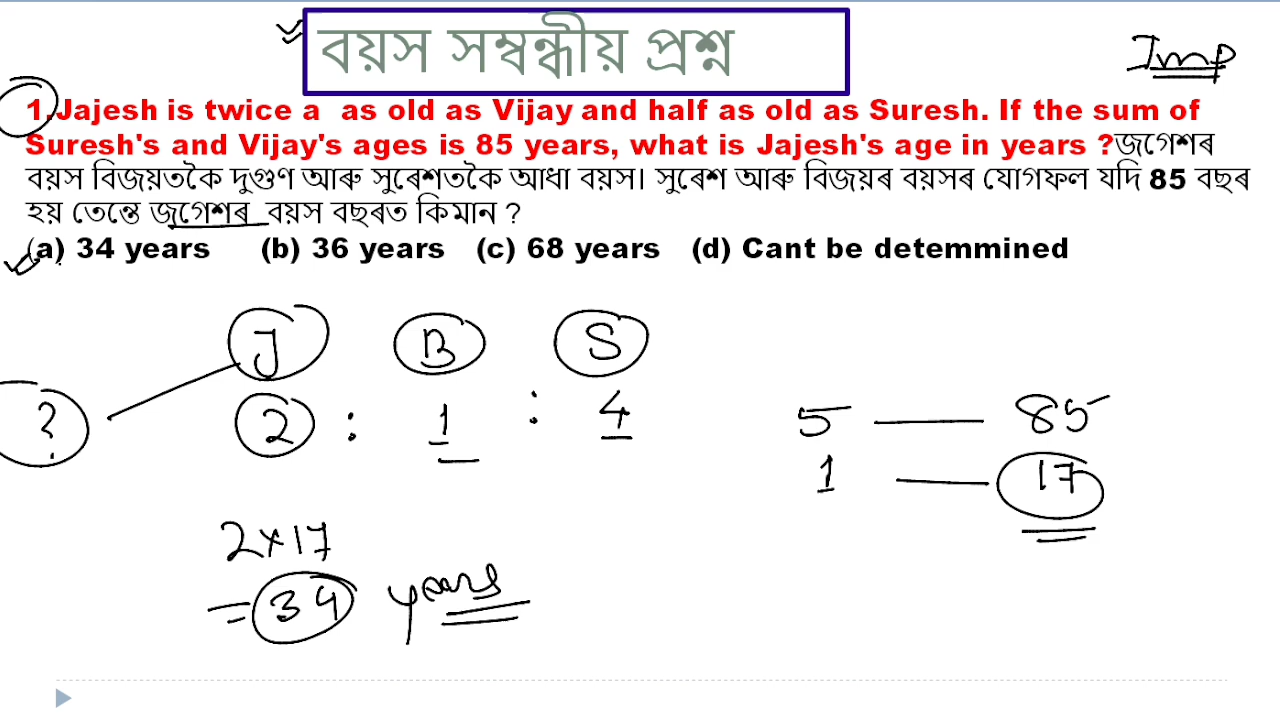 বয়স সম্বন্ধীয় প্ৰশ্ন
Imp
1.Jajesh is twice a as old as Vijay and half as old as Suresh. If the sum of
Suresh's and Vijay's ages is 85 years, what is Jajesh's age in years ?জগেশৰ
বয়স বিজয়তকৈ দুগুণ আৰু সুৰেশতকৈ আধা বয়স। সুৰেশ আৰু বিজয়ৰ বয়সৰ যোগফল যদি 85 বছৰ
হয় তেন্তে জগেশৰ বয়স বছৰত কিমান ?
(a) 34 years (b) 36 years (c) 68 years (d) Cant be detemmined
J B S
? 2 : 1 : 4
5 — 85
1 — 17
2×17
= 34 years